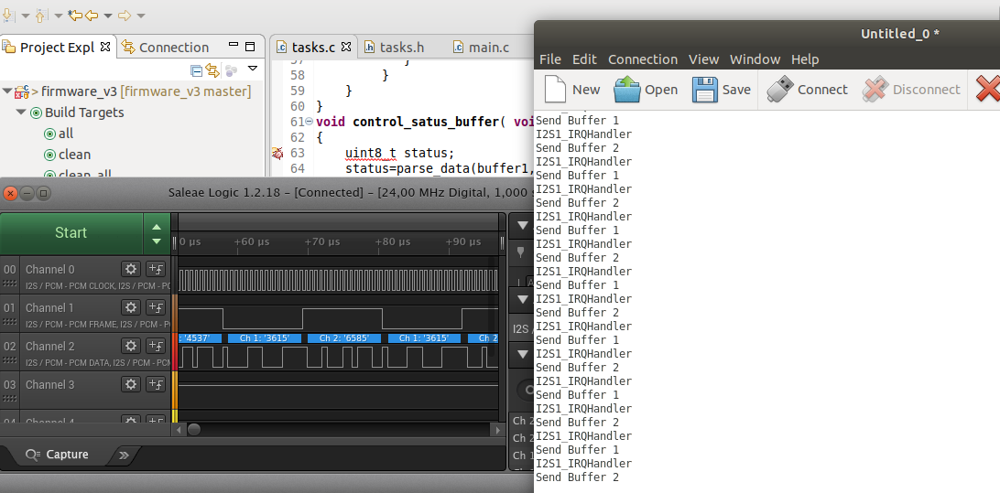 Project Expl
Connection
tasks.c
tasks.h
main.c
> firmware_v3 [firmware_v3 master]
Build Targets
all
clean
clean_all
58 }
59 }
60 }
61 void control_satus_buffer( voi
62 {
63 uint8_t status;
64 status=parse_data(buffer1,
Saleae Logic 1.2.18 – [Connected] – [24,00 MHz Digital, 1,000 s
Start
0 µs +60 µs +70 µs +80 µs +90 µs
00 Channel 0
I2S / PCM - PCM CLOCK, I2S / PCM - PC
01 Channel 1
I2S / PCM - PCM FRAME, I2S / PCM - P
: '4537' Ch 1: '3615' Ch 2: '6585' Ch 1: '3615' Ch 2
02 Channel 2
I2S / PCM - PCM DATA, I2S / PCM - PCM
03 Channel 3
04 Channel 4
Capture
I2S /
Ch 2
Ch 2
Ch 1
Untitled_0 *
File Edit Connection View Window Help
New Open Save Connect Disconnect
Send Buffer 1
I2S1_IRQHandler
Send Buffer 2
I2S1_IRQHandler
Send Buffer 1
I2S1_IRQHandler
Send Buffer 2
I2S1_IRQHandler
Send Buffer 1
I2S1_IRQHandler
Send Buffer 2
I2S1_IRQHandler
Send Buffer 1
I2S1_IRQHandler
Send Buffer 2
I2S1_IRQHandler
Send Buffer 1
I2S1_IRQHandler
Send Buffer 2
I2S1_IRQHandler
Send Buffer 1
I2S1_IRQHandler
Send Buffer 2
I2S1_IRQHandler
Send Buffer 1
I2S1_IRQHandler
Send Buffer 2